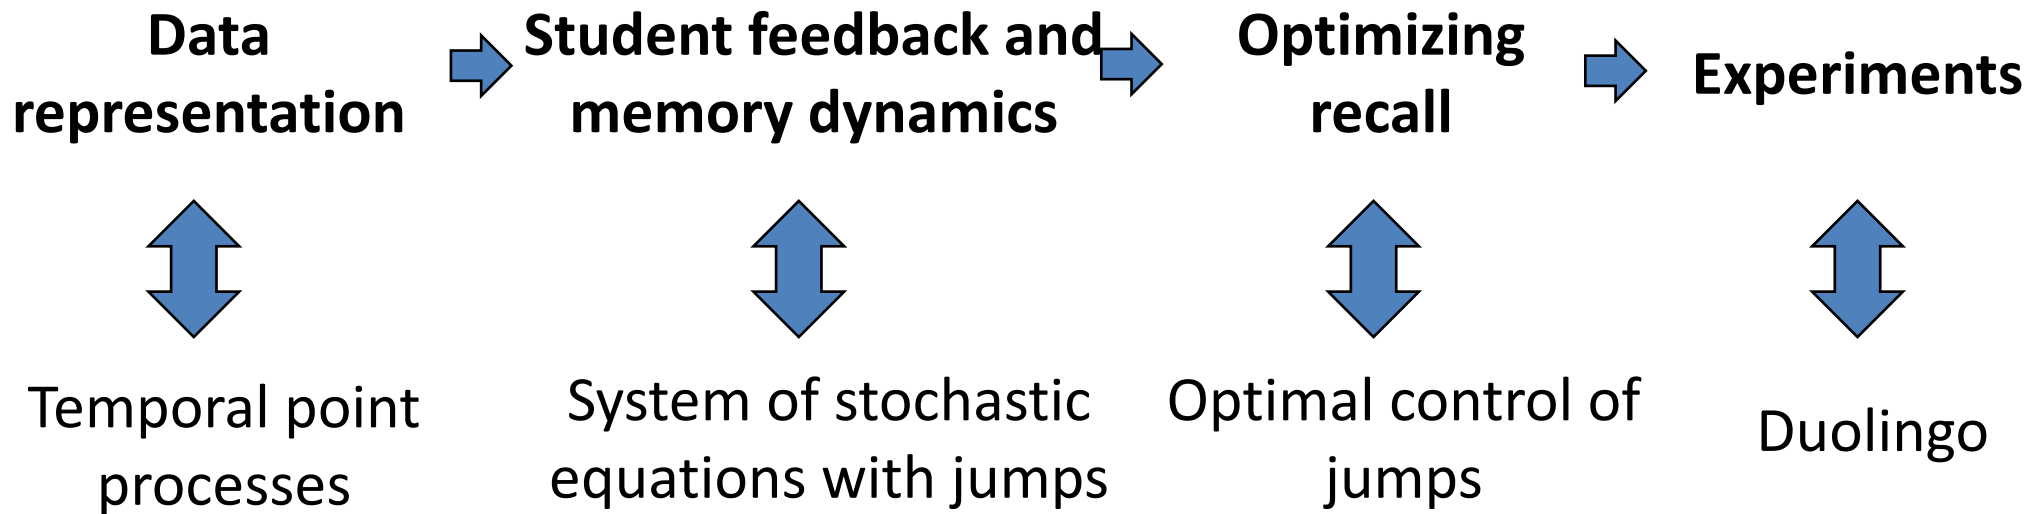 Data
representation
Student feedback and
memory dynamics
Optimizing
recall
Experiments
Temporal point
processes
System of stochastic
equations with jumps
Optimal control of
jumps
Duolingo